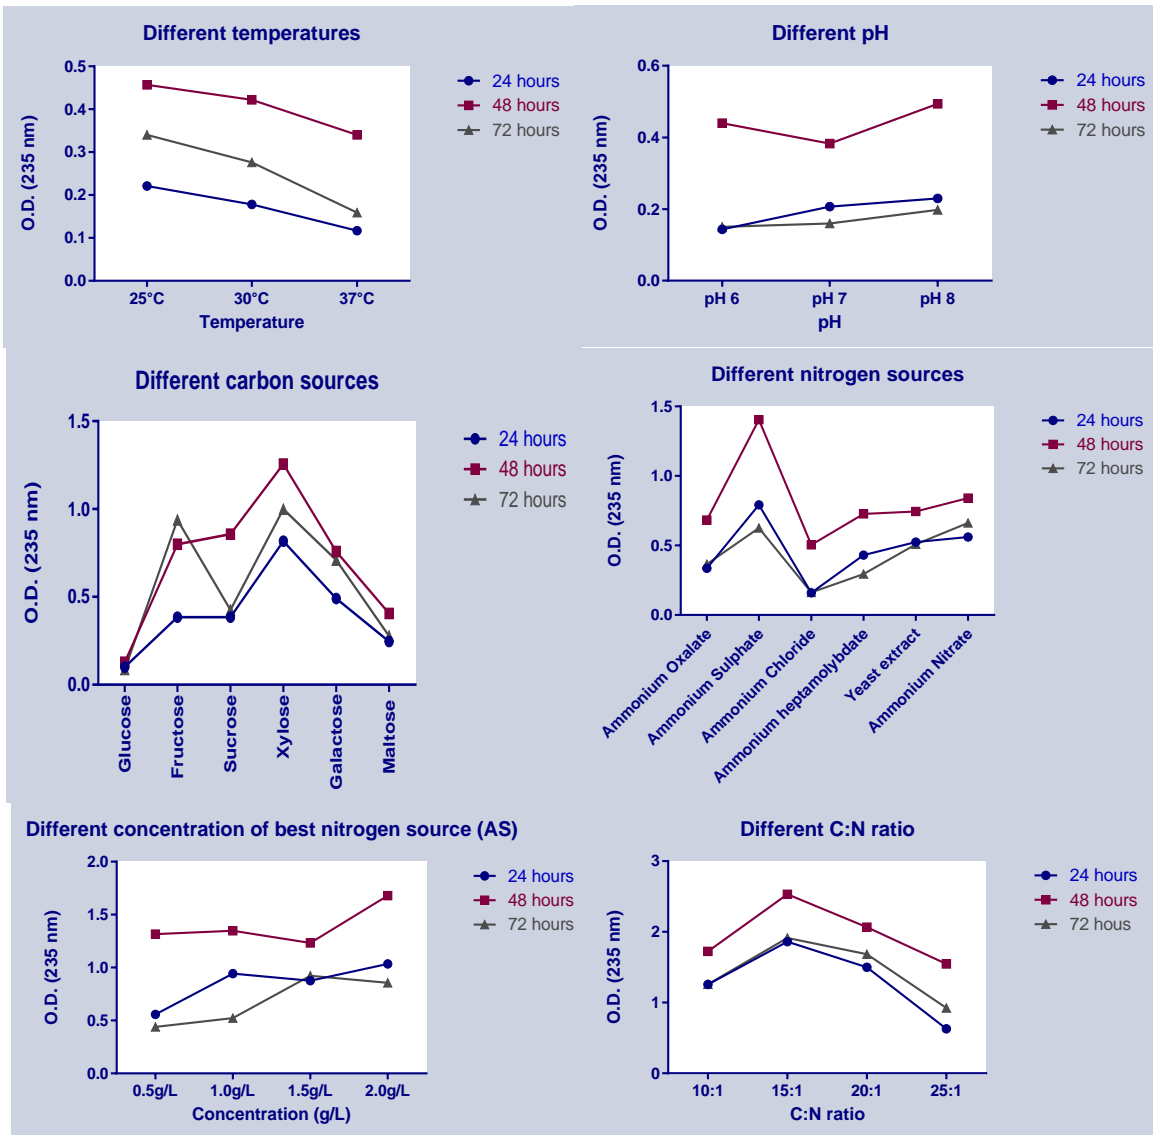 Different temperatures
0.5
0.4
0.3
0.2
0.1
0.0
O.D. (235 nm)
25°C 30°C 37°C
Temperature
24 hours
48 hours
72 hours
Different pH
0.6
0.4
0.2
0.0
O.D. (235 nm)
pH 6 pH 7 pH 8
pH
24 hours
48 hours
72 hours
Different carbon sources
1.5
1.0
0.5
0.0
O.D. (235 nm)
Glucose
Fructose
Sucrose
Xylose
Galactose
Maltose
24 hours
48 hours
72 hours
Different nitrogen sources
1.5
1.0
0.5
0.0
O.D. (235 nm)
Ammonium Oxalate
Ammonium Sulphate
Ammonium Chloride
Ammonium heptamolybdate
Yeast extract
Ammonium Nitrate
24 hours
48 hours
72 hours
Different concentration of best nitrogen source (AS)
2.0
1.5
1.0
0.5
0.0
O.D. (235 nm)
0.5g/L 1.0g/L 1.5g/L 2.0g/L
Concentration (g/L)
24 hours
48 hours
72 hours
Different C:N ratio
3
2
1
0
O.D. (235 nm)
10:1 15:1 20:1 25:1
C:N ratio
24 hours
48 hours
72 hous